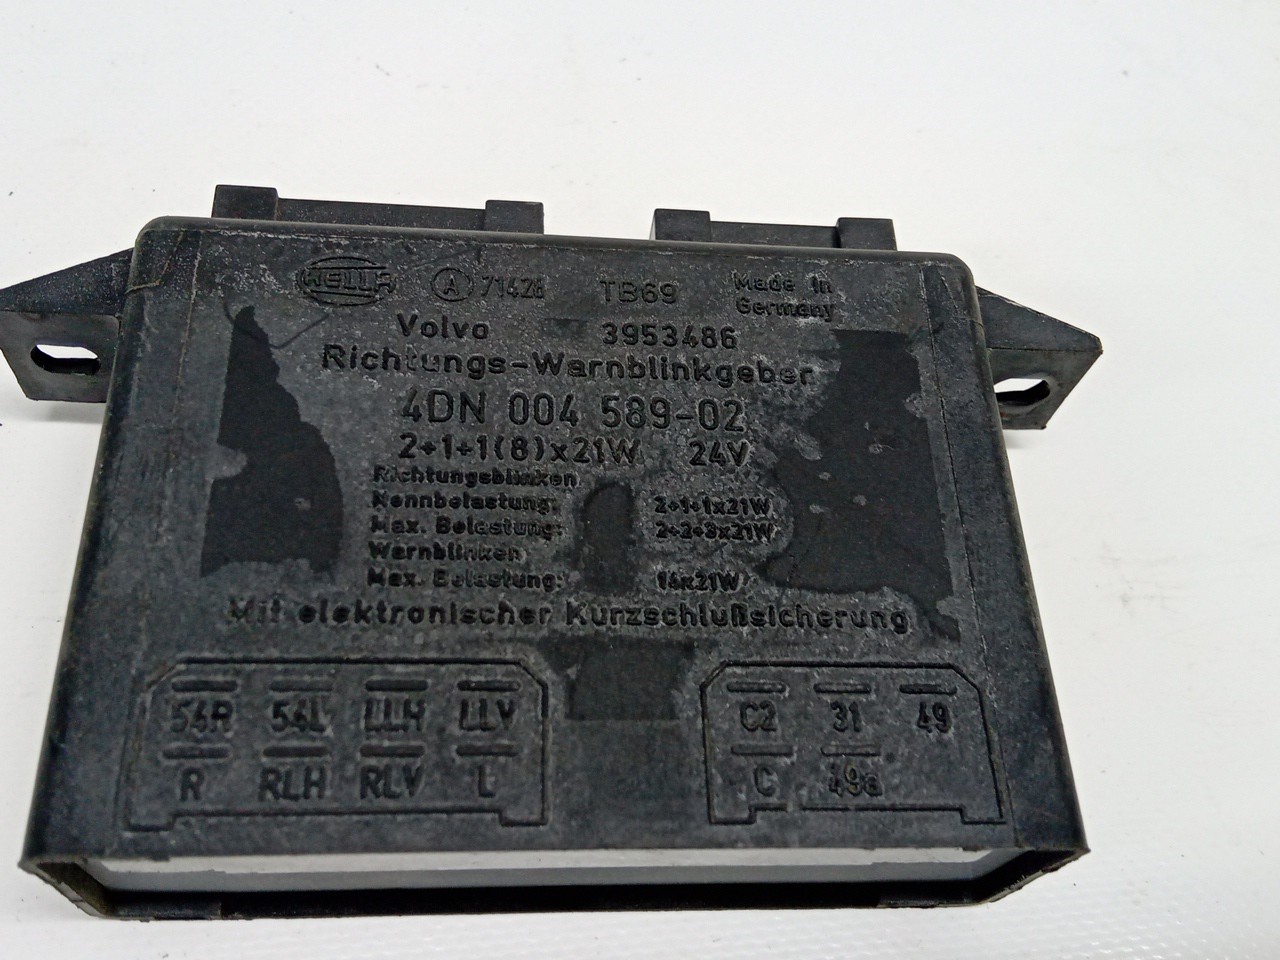 HELLA A 71428 TB69 Made in Germany
Volvo 3953486
Richtungs-Warnblinkgeber
4DN 004 589-02
2+1+1(8)x21W 24V
Richtungsblinken
Nennbelastung: 2+1+1x21W
Max. Belastung: 2+2+3x21W
Warnblinken
Max. Belastung: 16x21W
Mit elektronischer Kurzschlußsicherung
56R 56L LLH LLV C2 31 49
R RLH RLV L C 49a